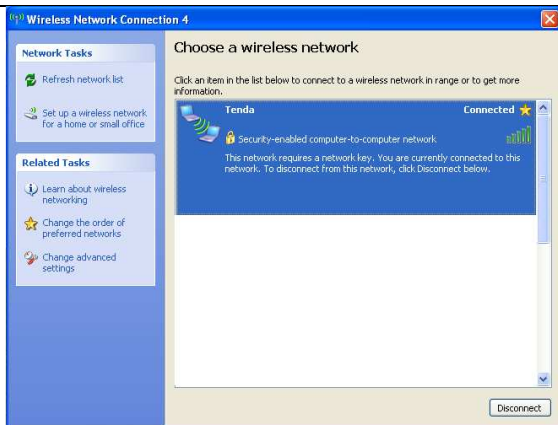 Wireless Network Connection 4
Network Tasks
Refresh network list
Set up a wireless network
for a home or small office
Related Tasks
Learn about wireless
networking
Change the order of
preferred networks
Change advanced
settings
Choose a wireless network
Click an item in the list below to connect to a wireless network in range or to get more
information.
Tenda Connected
Security-enabled computer-to-computer network
This network requires a network key. You are currently connected to this
network. To disconnect from this network, click Disconnect below.
Disconnect